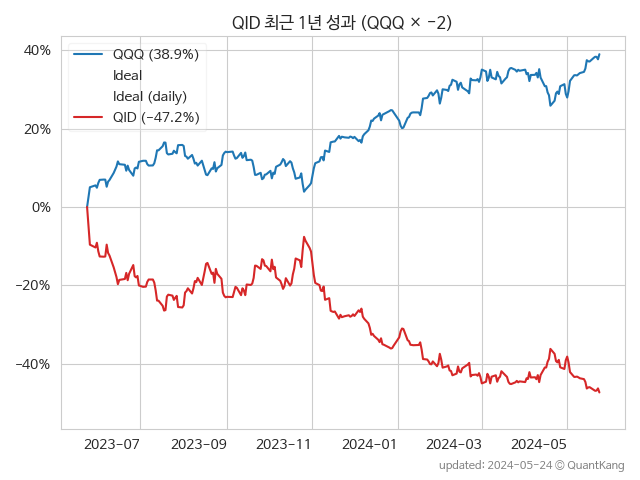 QID 최근 1년 성과 (QQQ × −2)
QQQ (38.9%)
Ideal
Ideal (daily)
QID (−47.2%)
40%
20%
0%
−20%
−40%
2023-07
2023-09
2023-11
2024-01
2024-03
2024-05
updated: 2024-05-24 © QuantKang